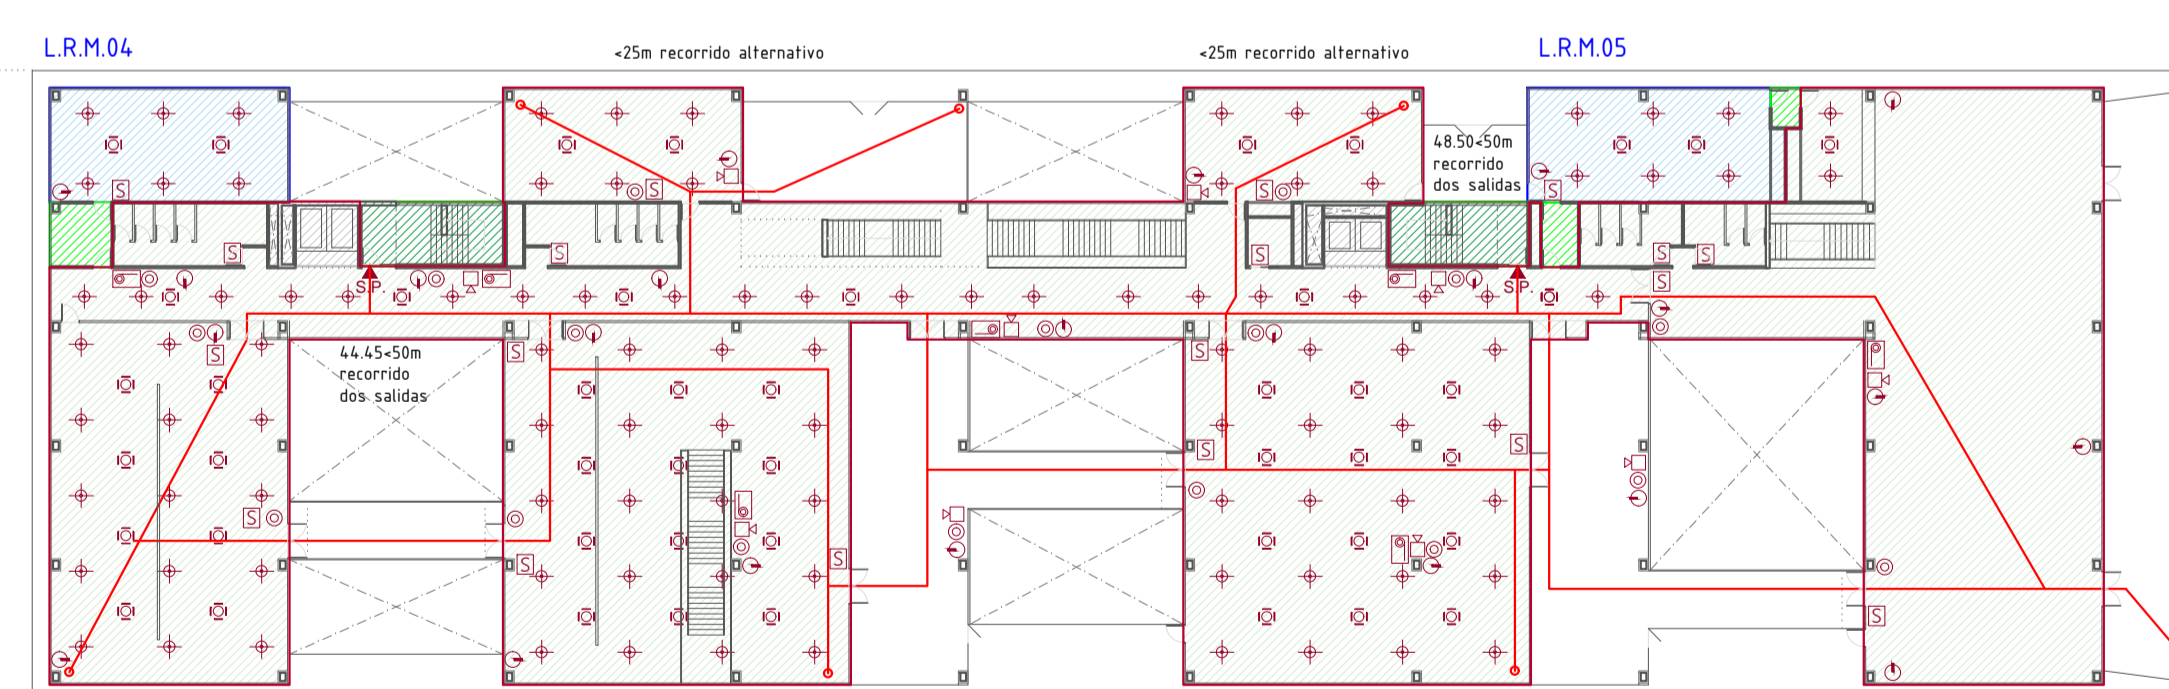 L.R.M.04
<25m recorrido alternativo
<25m recorrido alternativo
L.R.M.05
48.50<50m
recorrido
dos salidas
S
S
S
S
S
S
S
S
S
S
S.P.
S.P.
44.45<50m
recorrido
dos salidas
S
S
S
S
S
S
S
S
S